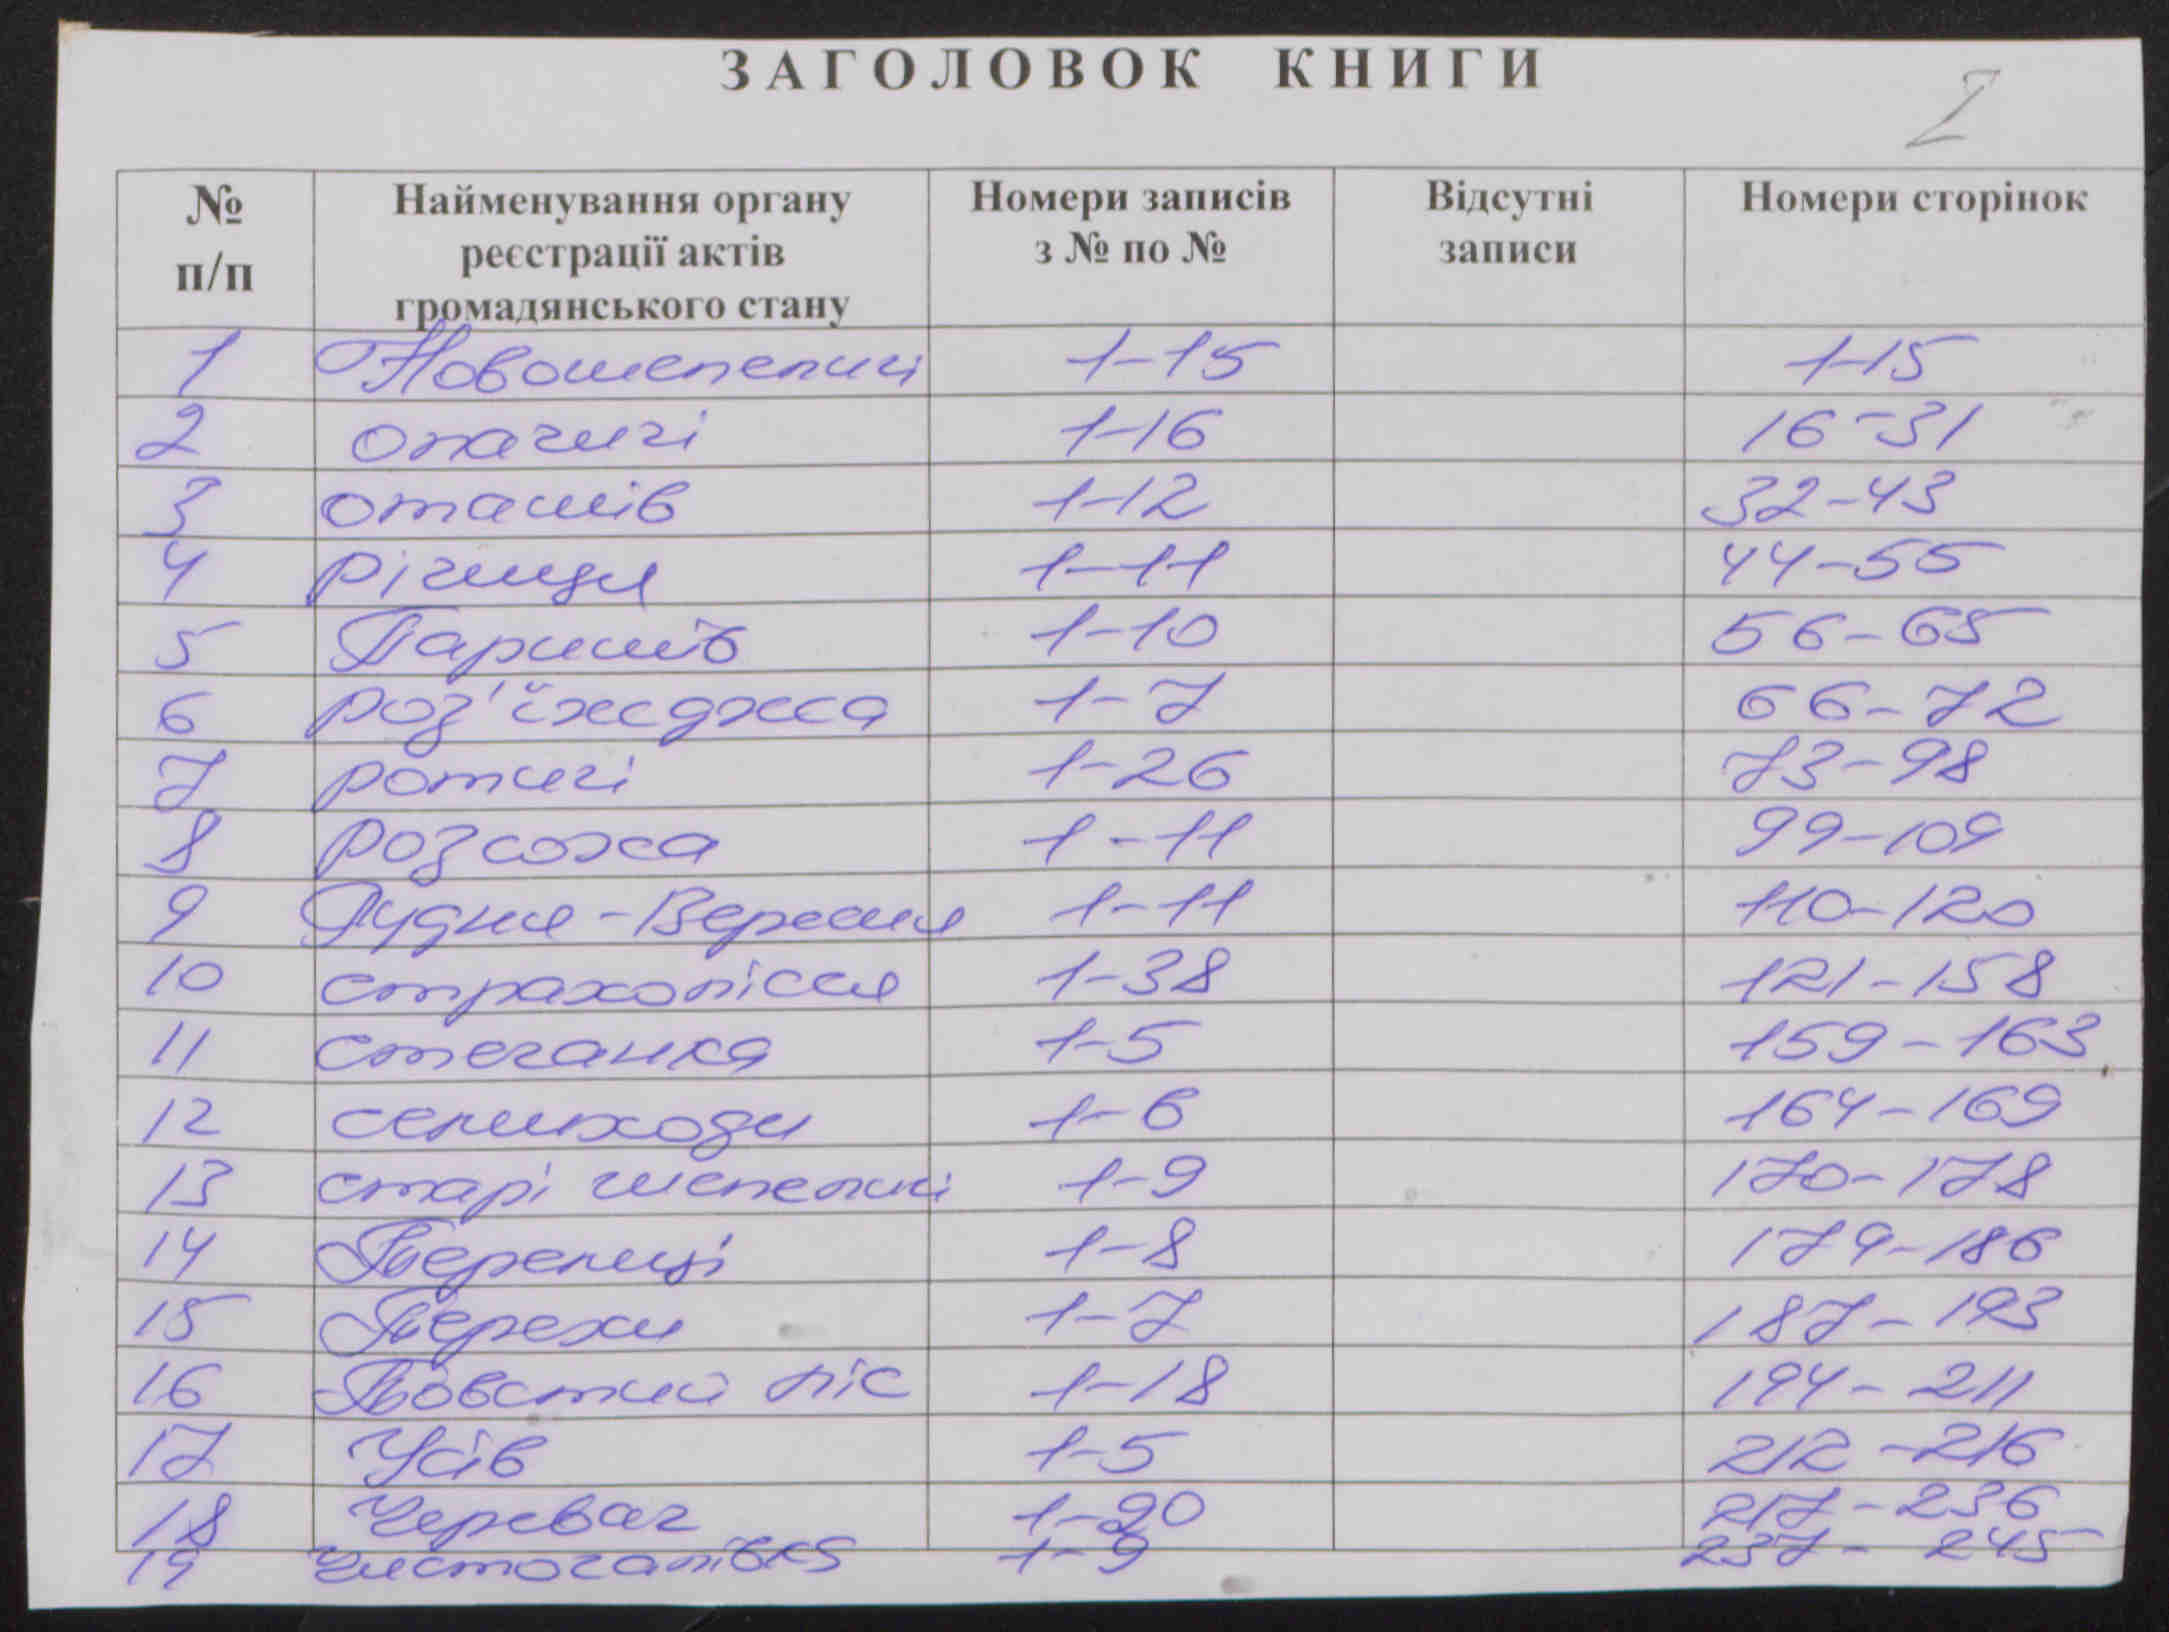 ЗАГОЛОВОК КНИГИ
2
№ п/п Найменування органу реєстрації актів громадянського стану Номери записів з № по № Відсутні записи Номери сторінок
1 Новошепеличі 1-15 1-15
2 Опачичі 1-16 16-31
3 Оташів 1-12 32-43
4 Річиця 1-11 44-55
5 Паришів 1-10 56-65
6 Роз'їжджа 1-7 66-72
7 Ротичі 1-26 73-98
8 Розсоха 1-11 99-109
9 Рудня-Вересня 1-11 110-120
10 Страхолісся 1-38 121-158
11 Стечанка 1-5 159-163
12 Семиходи 1-6 164-169
13 Старі Шепеличі 1-9 170-178
14 Теремці 1-8 179-186
15 Терехи 1-7 187-193
16 Товстий ліс 1-18 194-211
17 Усів 1-5 212-216
18 Черевач 1-20 217-236
19 Чистогалівка 1-9 237-245